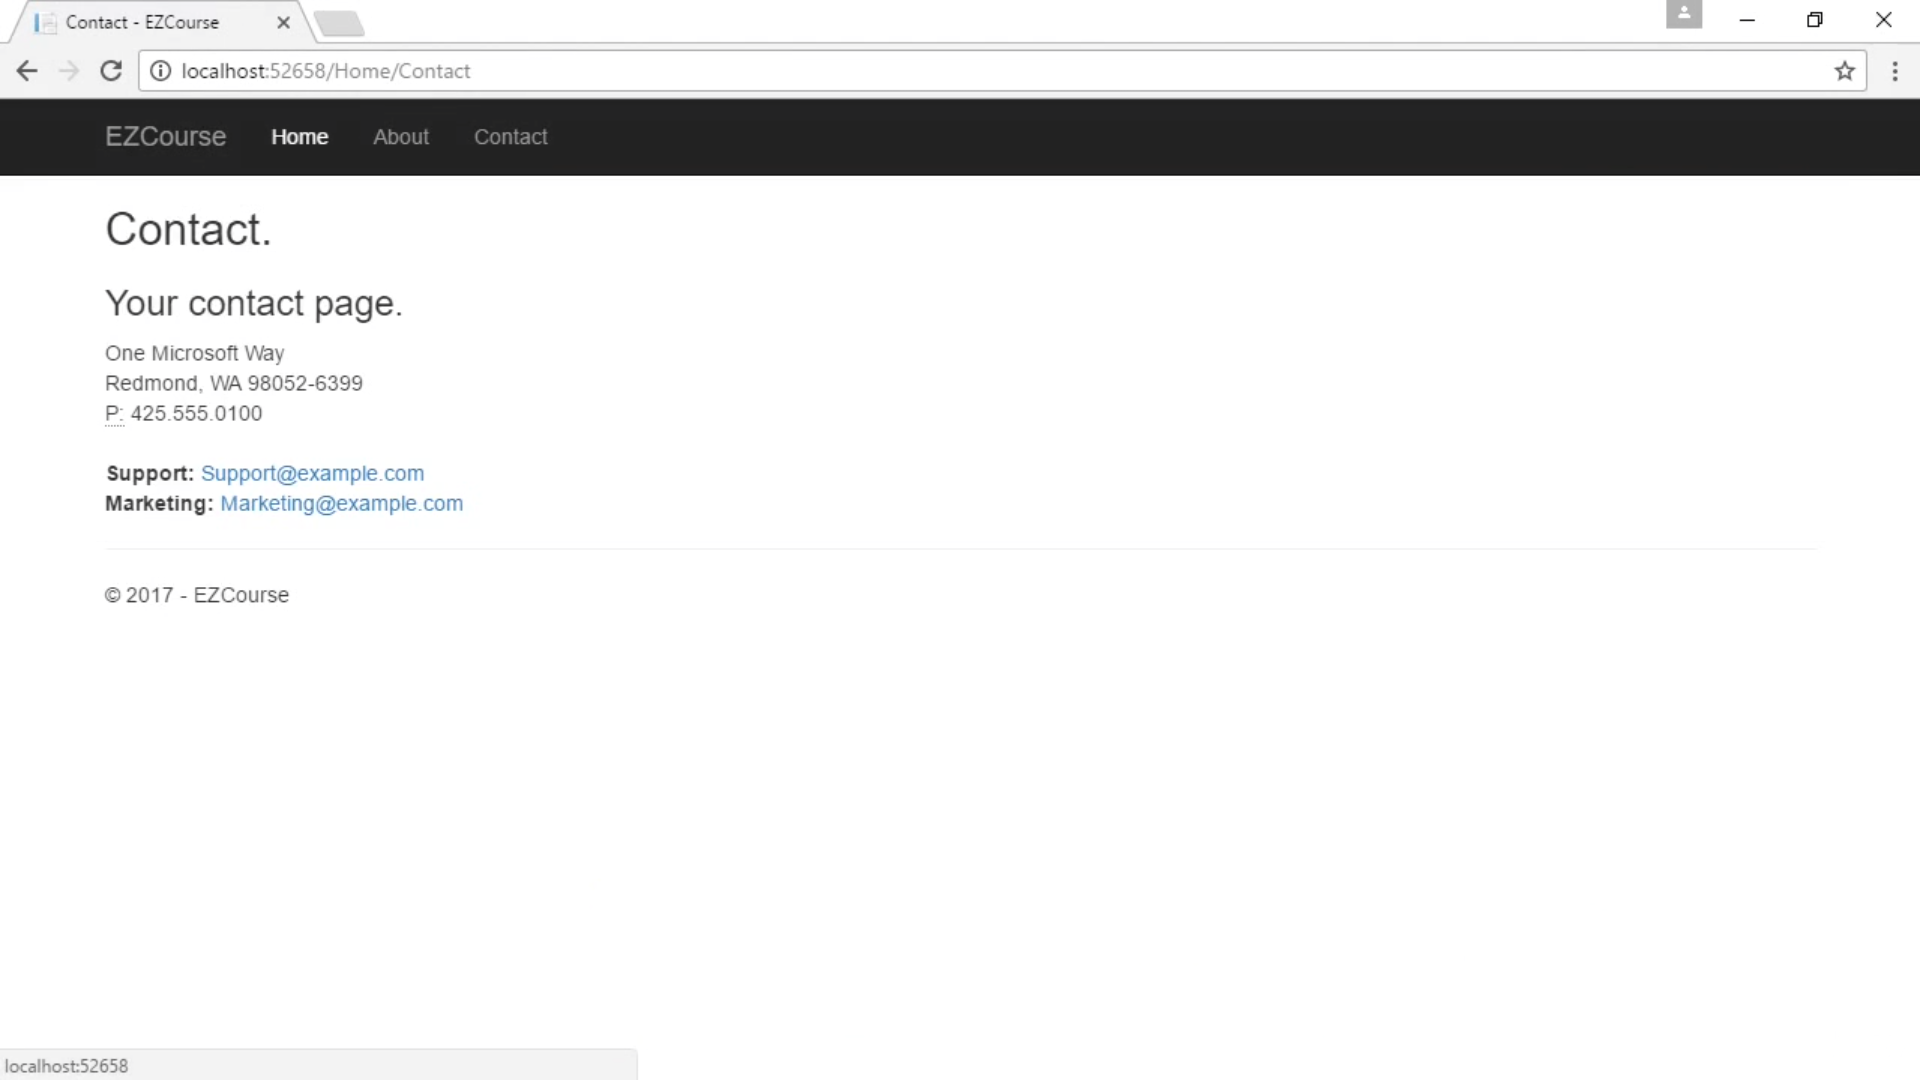 Contact - EZCourse
localhost:52658/Home/Contact
EZCourse Home About Contact
Contact.
Your contact page.
One Microsoft Way
Redmond, WA 98052-6399
P: 425.555.0100
Support: Support@example.com
Marketing: Marketing@example.com
© 2017 - EZCourse
localhost:52658